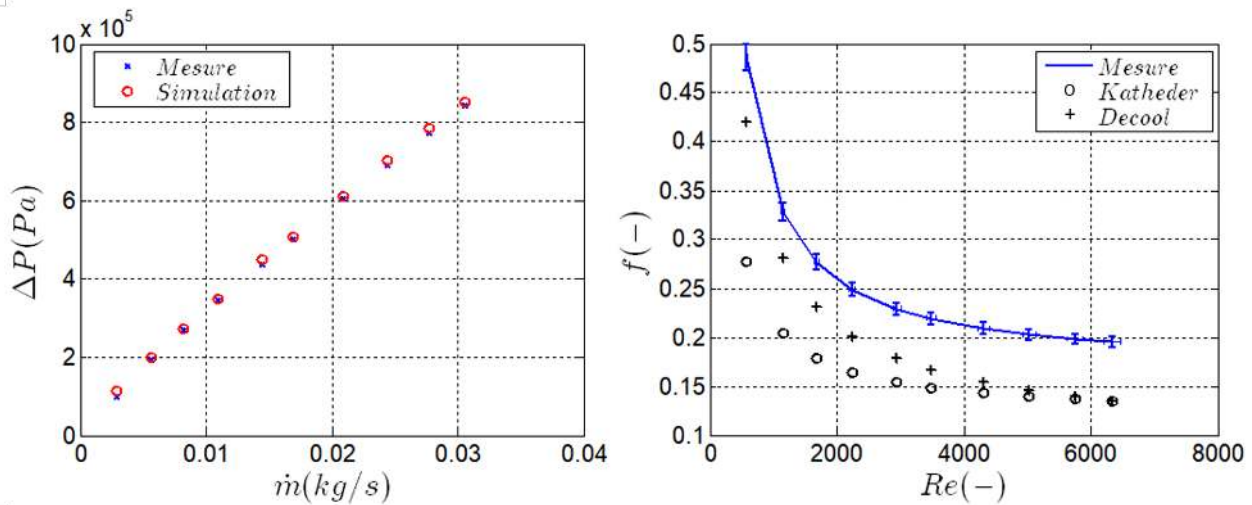 10 x 10^5
Mesure
Simulation
8
6
4
2
0
ΔP(Pa)
0 0.01 0.02 0.03 0.04
ṁ(kg/s)
0.5
Mesure
Katheder
Decool
0.45
0.4
0.35
0.3
0.25
0.2
0.15
0.1
f(−)
0 2000 4000 6000 8000
Re(−)